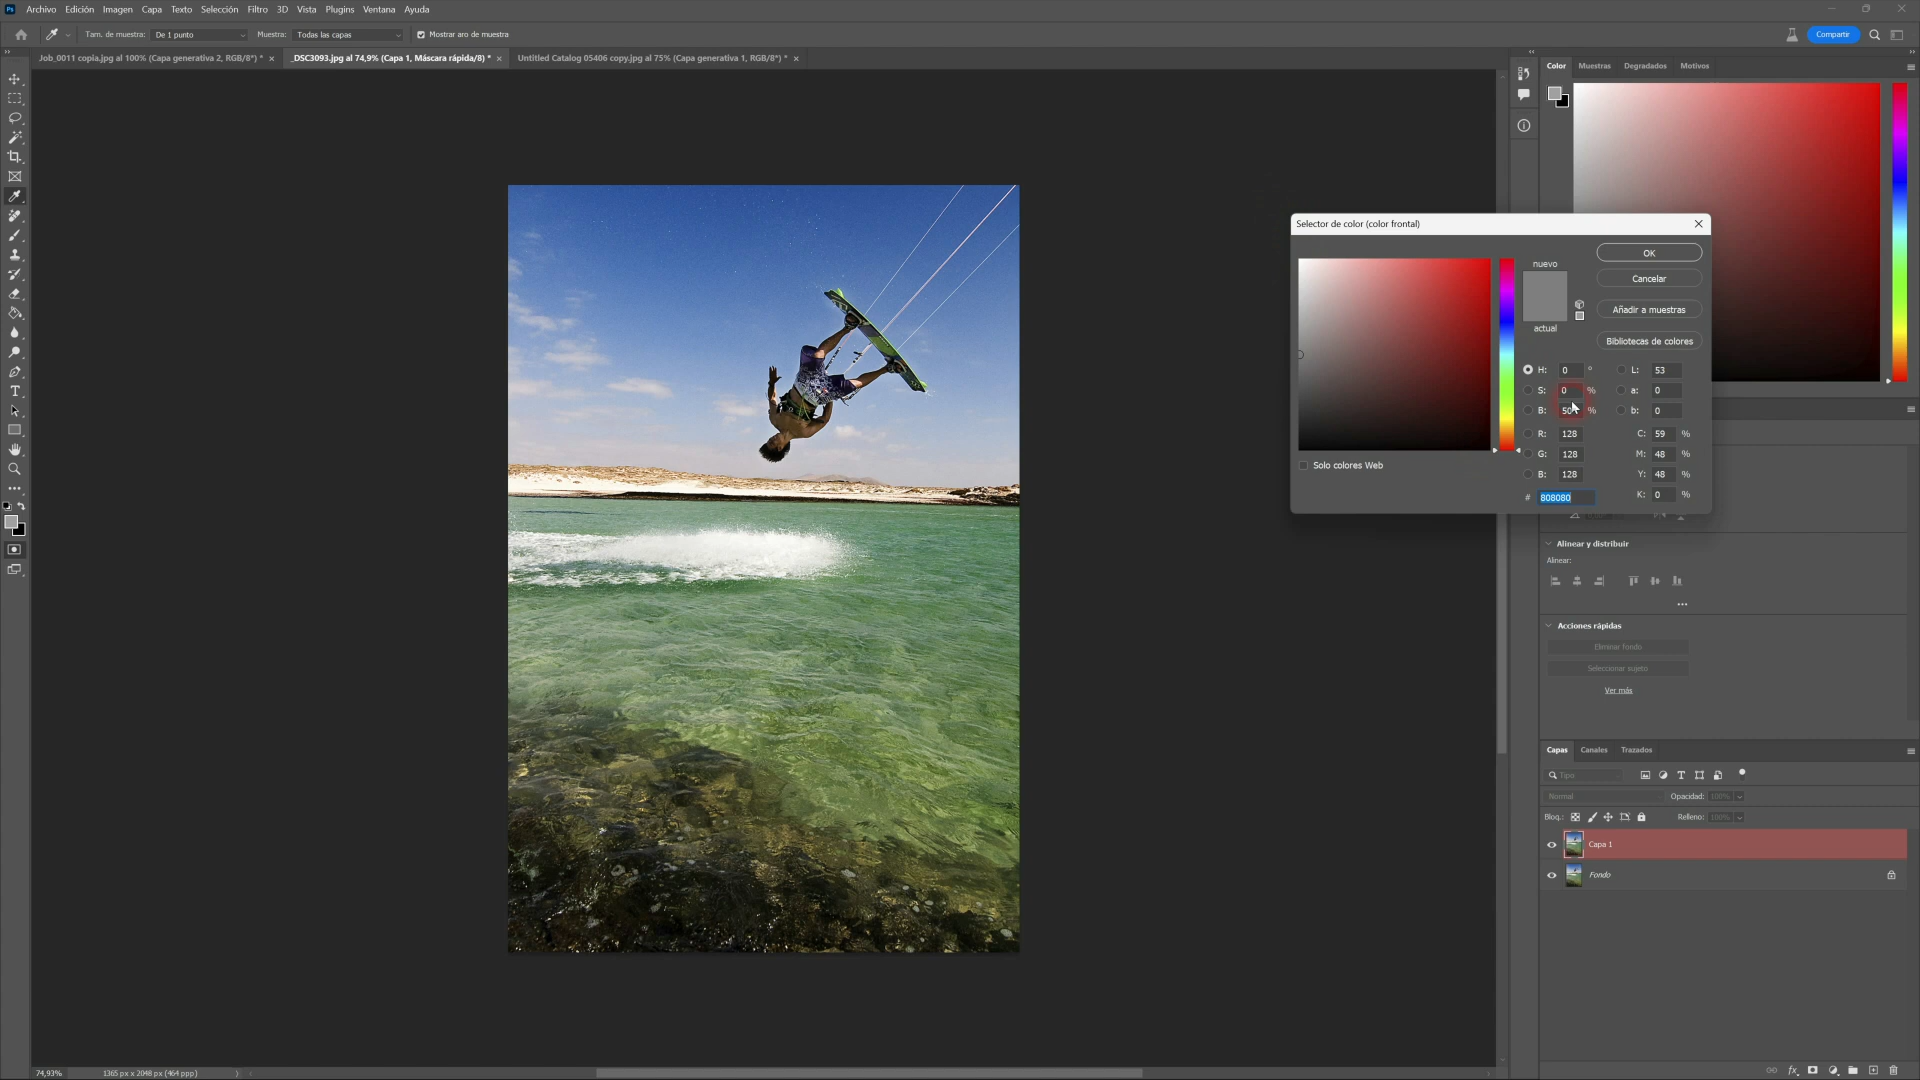 Ps Archivo Edición Imagen Capa Texto Selección Filtro 3D Vista Plugins Ventana Ayuda
Tam. de muestra: De 1 punto Muestra: Todas las capas Mostrar aro de muestra Compartir
Job_0011 copia.jpg al 100% (Capa generativa 2, RGB/8*) * × _DSC3093.jpg al 74,9% (Capa 1, Máscara rápida/8) * × Untitled Catalog 05406 copy.jpg al 75% (Capa generativa 1, RGB/8*) * ×
Color Muestras Degradados Motivos
Selector de color (color frontal)
nuevo
OK
Cancelar
actual
Añadir a muestras
Bibliotecas de colores
H: 0 ° L: 53
S: 0 % a: 0
B: 50 % b: 0
R: 128 C: 59 %
G: 128 M: 48 %
B: 128 Y: 48 %
# 808080 K: 0 %
Solo colores Web
Alinear y distribuir
Alinear:
Acciones rápidas
Eliminar fondo
Seleccionar sujeto
Ver más
Capas Canales Trazados
Tipo
Normal Opacidad: 100%
Bloq.: Relleno: 100%
Capa 1
Fondo
74,93% 1365 px x 2048 px (464 ppp)